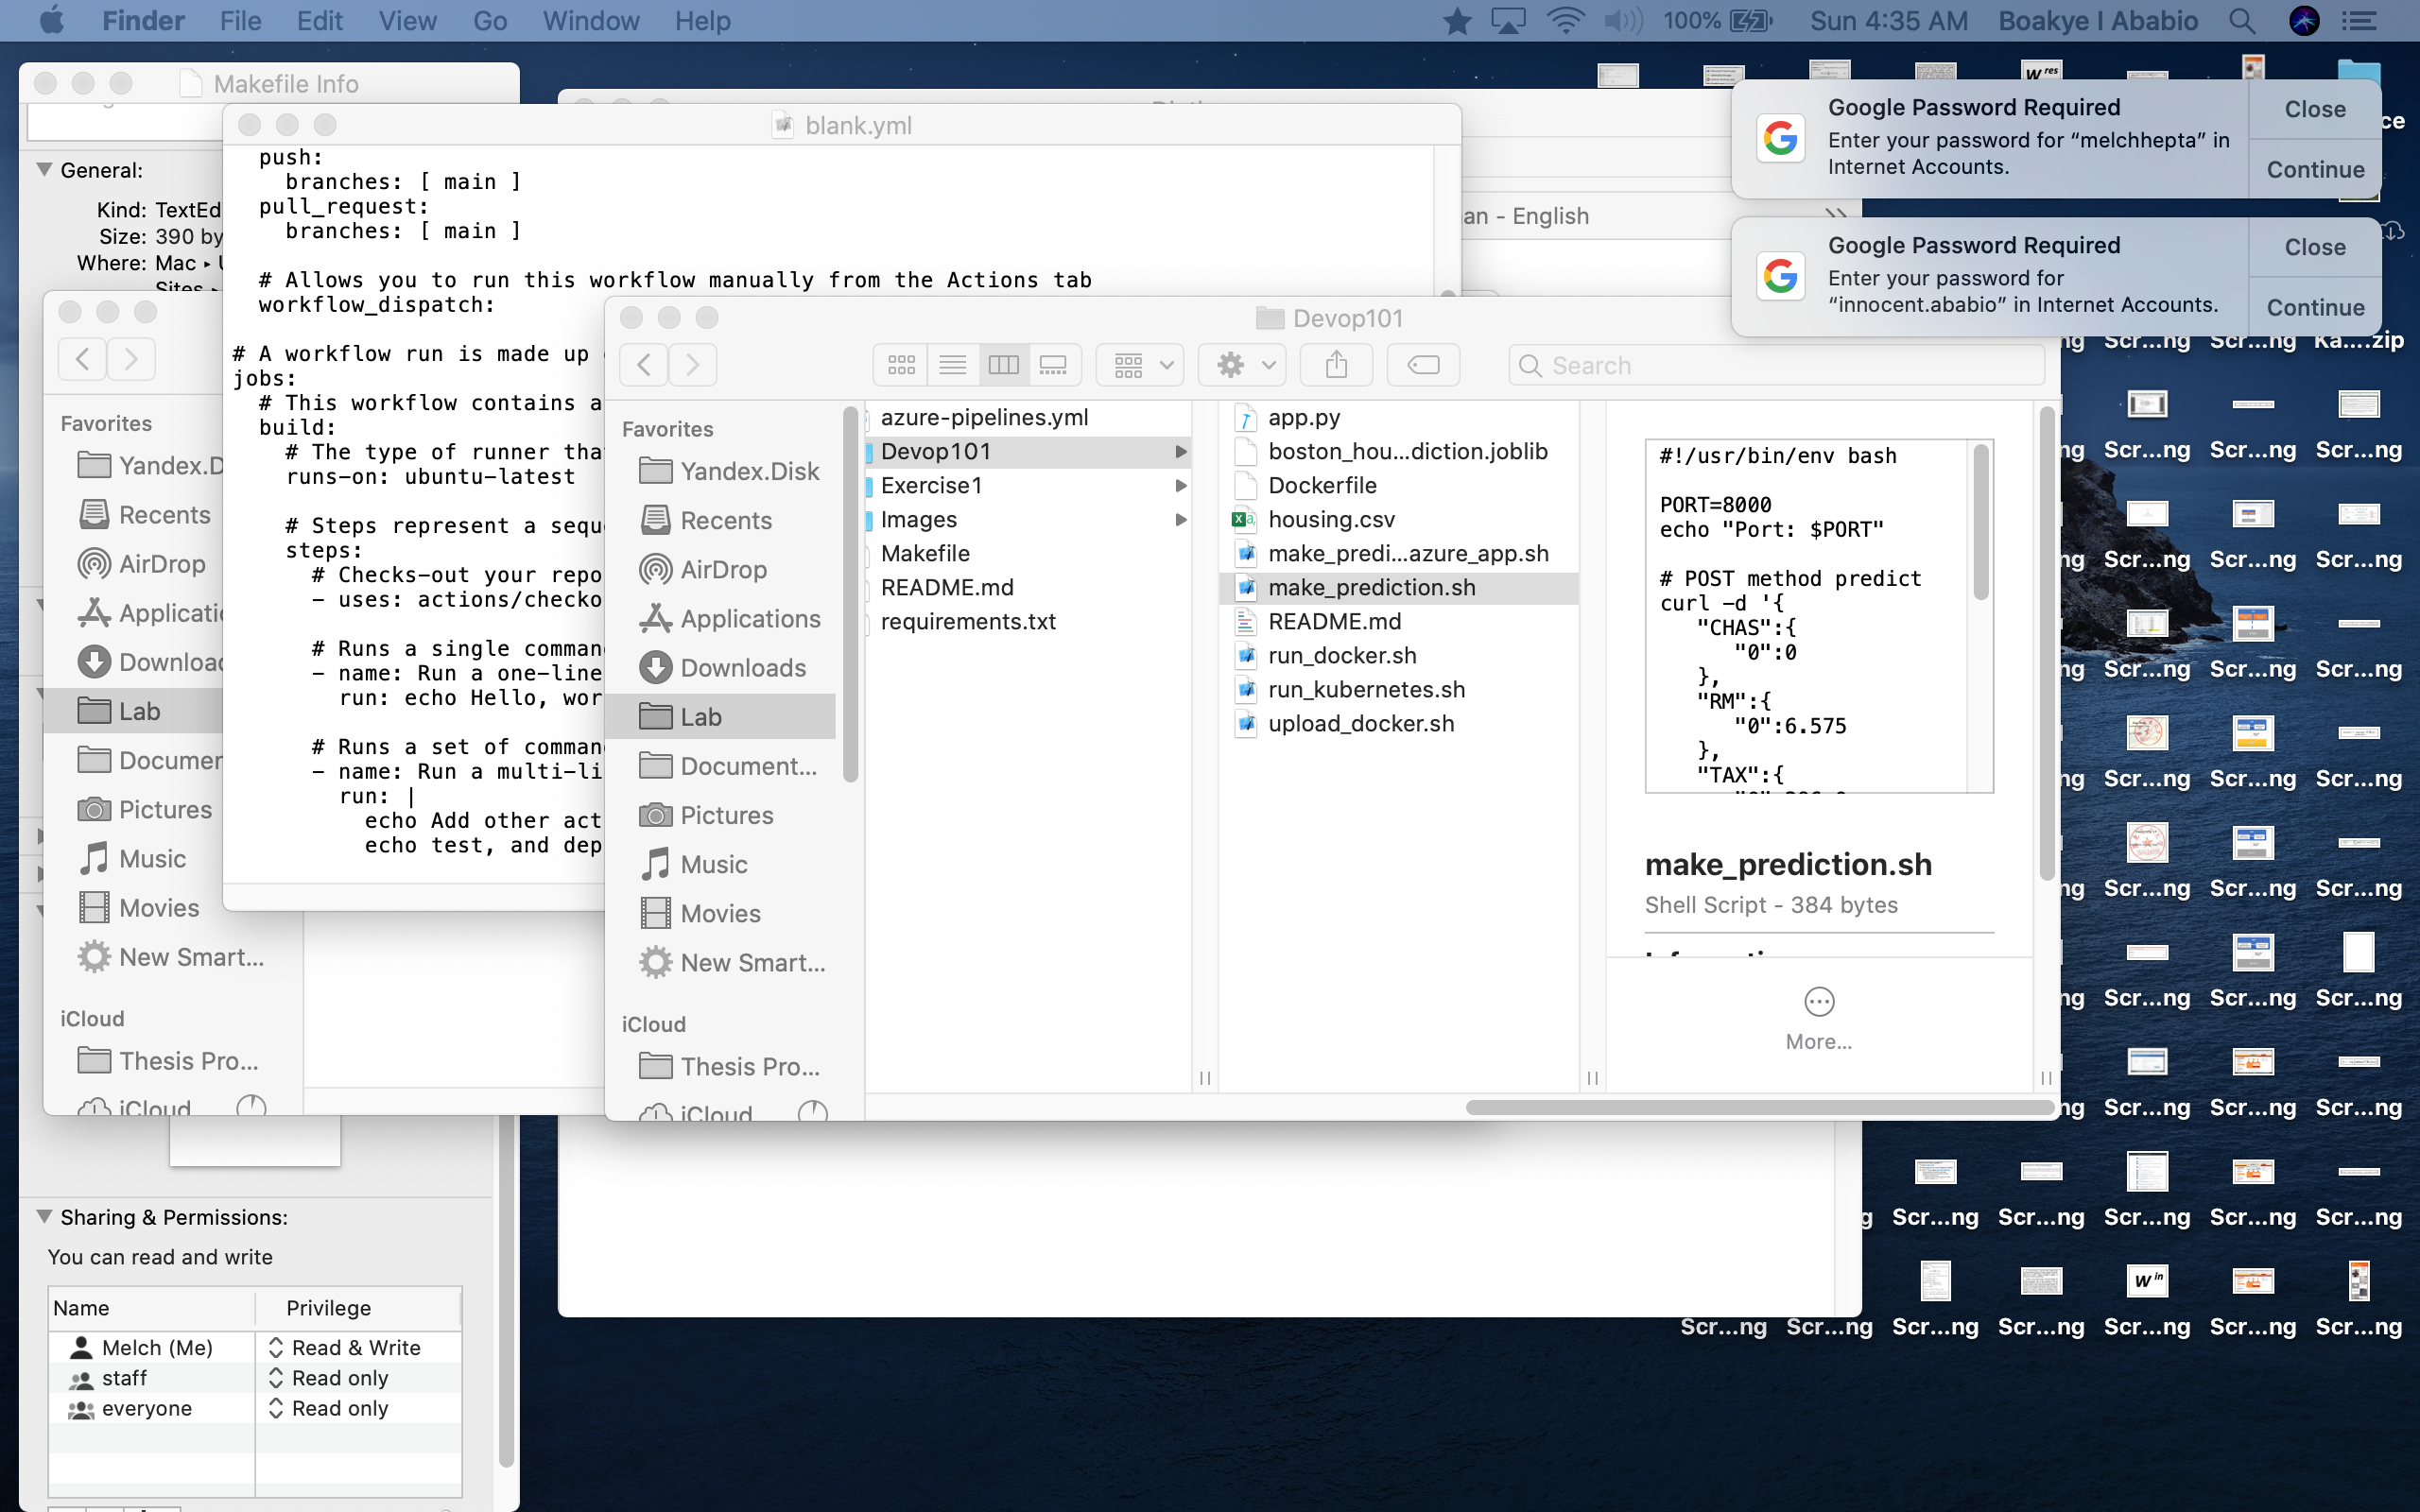 Finder File Edit View Go Window Help
100% Sun 4:35 AM Boakye I Ababio
Makefile Info
General:
Kind: TextEd
Size: 390 by
Where: Mac ▸
Sites ▸
blank.yml
push:
branches: [ main ]
pull_request:
branches: [ main ]
# Allows you to run this workflow manually from the Actions tab
workflow_dispatch:
# A workflow run is made up
jobs:
# This workflow contains a
build:
# The type of runner tha
runs-on: ubuntu-latest
# Steps represent a sequ
steps:
# Checks-out your repo
- uses: actions/checko
# Runs a single comman
- name: Run a one-line
run: echo Hello, wor
# Runs a set of comman
- name: Run a multi-li
run: |
echo Add other act
echo test, and dep
an - English
Google Password Required
Enter your password for “melchhepta” in
Internet Accounts.
Close
Continue
Google Password Required
Enter your password for
“innocent.ababio” in Internet Accounts.
Close
Continue
Favorites
Yandex.D
Recents
AirDrop
Applicatio
Downloac
Lab
Documer
Pictures
Music
Movies
New Smart...
iCloud
Thesis Pro...
iCloud
Devop101
Search
Favorites
Yandex.Disk
Recents
AirDrop
Applications
Downloads
Lab
Document...
Pictures
Music
Movies
New Smart...
iCloud
Thesis Pro...
iCloud
azure-pipelines.yml
Devop101
Exercise1
Images
Makefile
README.md
requirements.txt
app.py
boston_hou...diction.joblib
Dockerfile
housing.csv
make_predi...azure_app.sh
make_prediction.sh
README.md
run_docker.sh
run_kubernetes.sh
upload_docker.sh
#!/usr/bin/env bash
PORT=8000
echo "Port: $PORT"
# POST method predict
curl -d '{
"CHAS":{
"0":0
},
"RM":{
"0":6.575
},
"TAX":{
make_prediction.sh
Shell Script - 384 bytes
More...
Sharing & Permissions:
You can read and write
Name Privilege
Melch (Me) Read & Write
staff Read only
everyone Read only
W res
ce
ng Scr...ng Scr...ng Ka....zip
ng Scr...ng Scr...ng Scr...ng
ng Scr...ng Scr...ng Scr...ng
ng Scr...ng Scr...ng Scr...ng
ng Scr...ng Scr...ng Scr...ng
ng Scr...ng Scr...ng Scr...ng
ng Scr...ng Scr...ng Scr...ng
ng Scr...ng Scr...ng Scr...ng
g Scr...ng Scr...ng Scr...ng Scr...ng Scr...ng
W in
Scr...ng Scr...ng Scr...ng Scr...ng Scr...ng Scr...ng Scr...ng